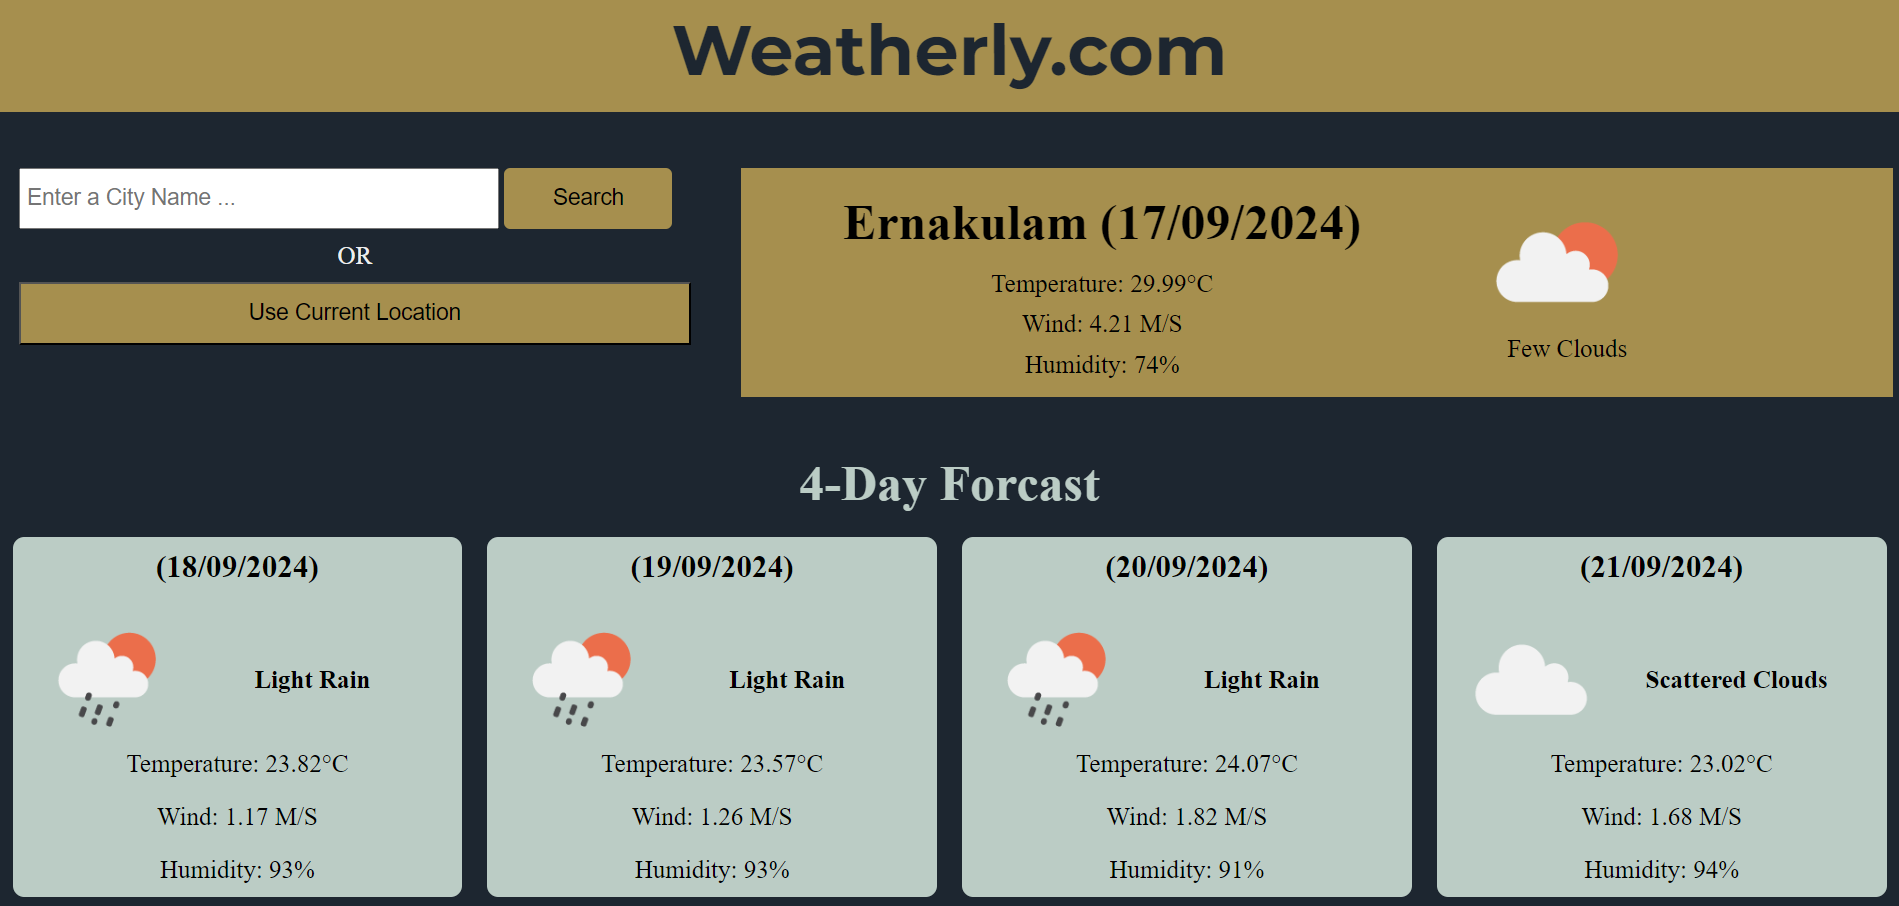 Weatherly.com
Enter a City Name ...
Search
OR
Use Current Location
Ernakulam (17/09/2024)
Temperature: 29.99°C
Wind: 4.21 M/S
Humidity: 74%
Few Clouds
4-Day Forcast
(18/09/2024)
Light Rain
Temperature: 23.82°C
Wind: 1.17 M/S
Humidity: 93%
(19/09/2024)
Light Rain
Temperature: 23.57°C
Wind: 1.26 M/S
Humidity: 93%
(20/09/2024)
Light Rain
Temperature: 24.07°C
Wind: 1.82 M/S
Humidity: 91%
(21/09/2024)
Scattered Clouds
Temperature: 23.02°C
Wind: 1.68 M/S
Humidity: 94%